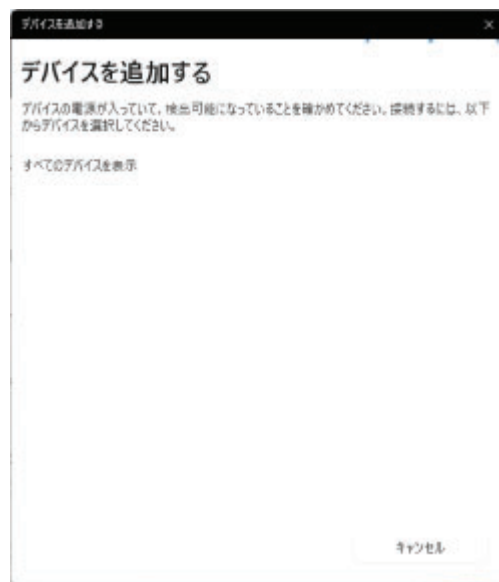 デバイスを追加する
デバイスを追加する
デバイスの電源が入っていて、検出可能になっていることを確かめてください。接続するには、以下
からデバイスを選択してください。
すべてのデバイスを表示
キャンセル